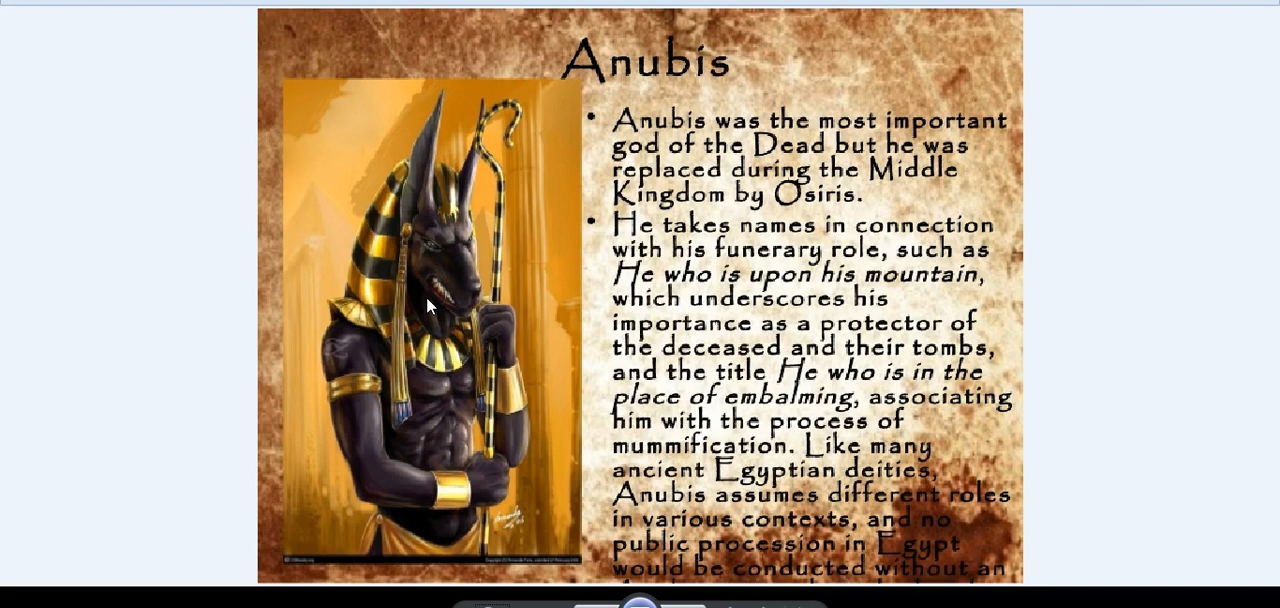 Anubis
• Anubis was the most important
god of the Dead but he was
replaced during the Middle
Kingdom by Osiris.
• He takes names in connection
with his funerary role, such as
He who is upon his mountain,
which underscores his
importance as a protector of
the deceased and their tombs,
and the title He who is in the
place of embalming, associating
him with the process of
mummification. Like many
ancient Egyptian deities,
Anubis assumes different roles
in various contexts, and no
public procession in Egypt
would be conducted without an